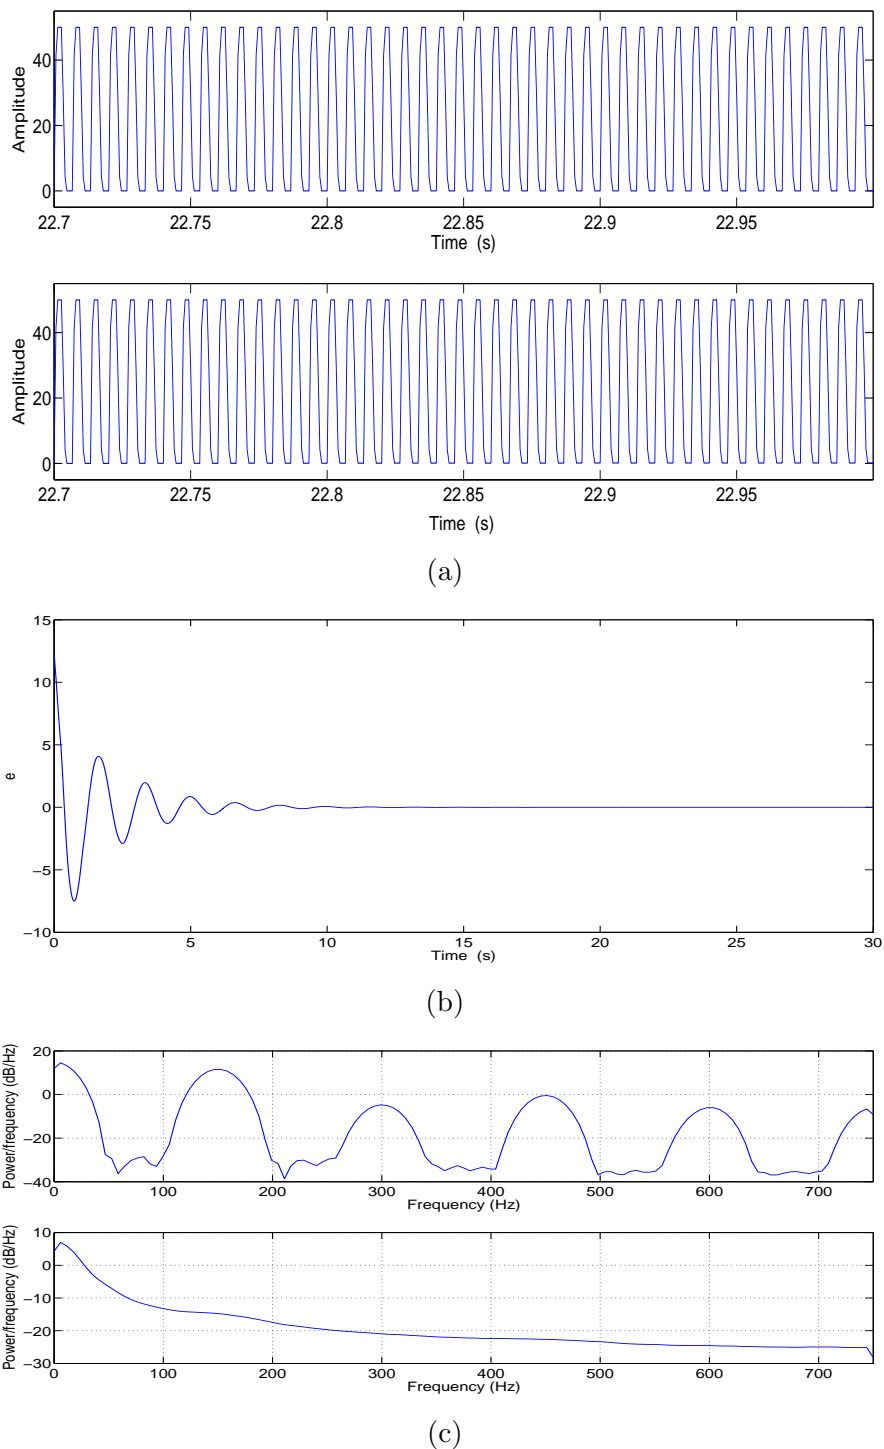 40
20
0
Amplitude
22.7 22.75 22.8 22.85 22.9 22.95
Time (s)
40
20
0
Amplitude
22.7 22.75 22.8 22.85 22.9 22.95
Time (s)
(a)
15
10
5
0
−5
−10
e
0 5 10 15 20 25 30
Time (s)
(b)
20
0
−20
−40
Power/frequency (dB/Hz)
0 100 200 300 400 500 600 700
Frequency (Hz)
10
0
−10
−20
−30
Power/frequency (dB/Hz)
0 100 200 300 400 500 600 700
Frequency (Hz)
(c)